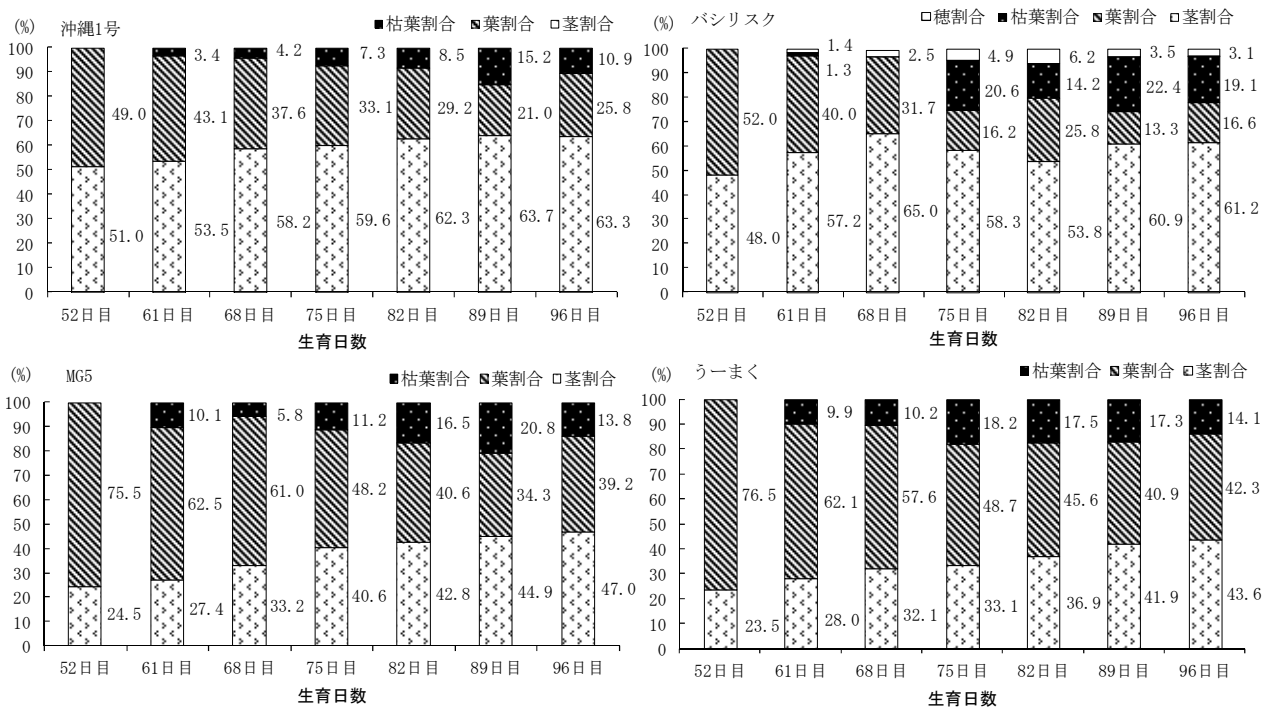 (%) 沖縄1号 ■枯葉割合 ▧葉割合 □茎割合
100
90
80
70
60
50
40
30
20
10
0
3.4 4.2 7.3 8.5 15.2 10.9
49.0 43.1 37.6 33.1 29.2 21.0 25.8
51.0 53.5 58.2 59.6 62.3 63.7 63.3
52日目 61日目 68日目 75日目 82日目 89日目 96日目
生育日数
(%) バシリスク □穂割合 ■枯葉割合 ▧葉割合 □茎割合
100
90
80
70
60
50
40
30
20
10
0
1.4 2.5 4.9 6.2 3.5 3.1
1.3 20.6 14.2 22.4 19.1
52.0 40.0 31.7 16.2 25.8 13.3 16.6
48.0 57.2 65.0 58.3 53.8 60.9 61.2
52日目 61日目 68日目 75日目 82日目 89日目 96日目
生育日数
(%) MG5 ■枯葉割合 ▧葉割合 □茎割合
100
90
80
70
60
50
40
30
20
10
0
10.1 5.8 11.2 16.5 20.8 13.8
75.5 62.5 61.0 48.2 40.6 34.3 39.2
24.5 27.4 33.2 40.6 42.8 44.9 47.0
52日目 61日目 68日目 75日目 82日目 89日目 96日目
生育日数
(%) うーまく ■枯葉割合 ▧葉割合 □茎割合
100
90
80
70
60
50
40
30
20
10
0
9.9 10.2 18.2 17.5 17.3 14.1
76.5 62.1 57.6 48.7 45.6 40.9 42.3
23.5 28.0 32.1 33.1 36.9 41.9 43.6
52日目 61日目 68日目 75日目 82日目 89日目 96日目
生育日数